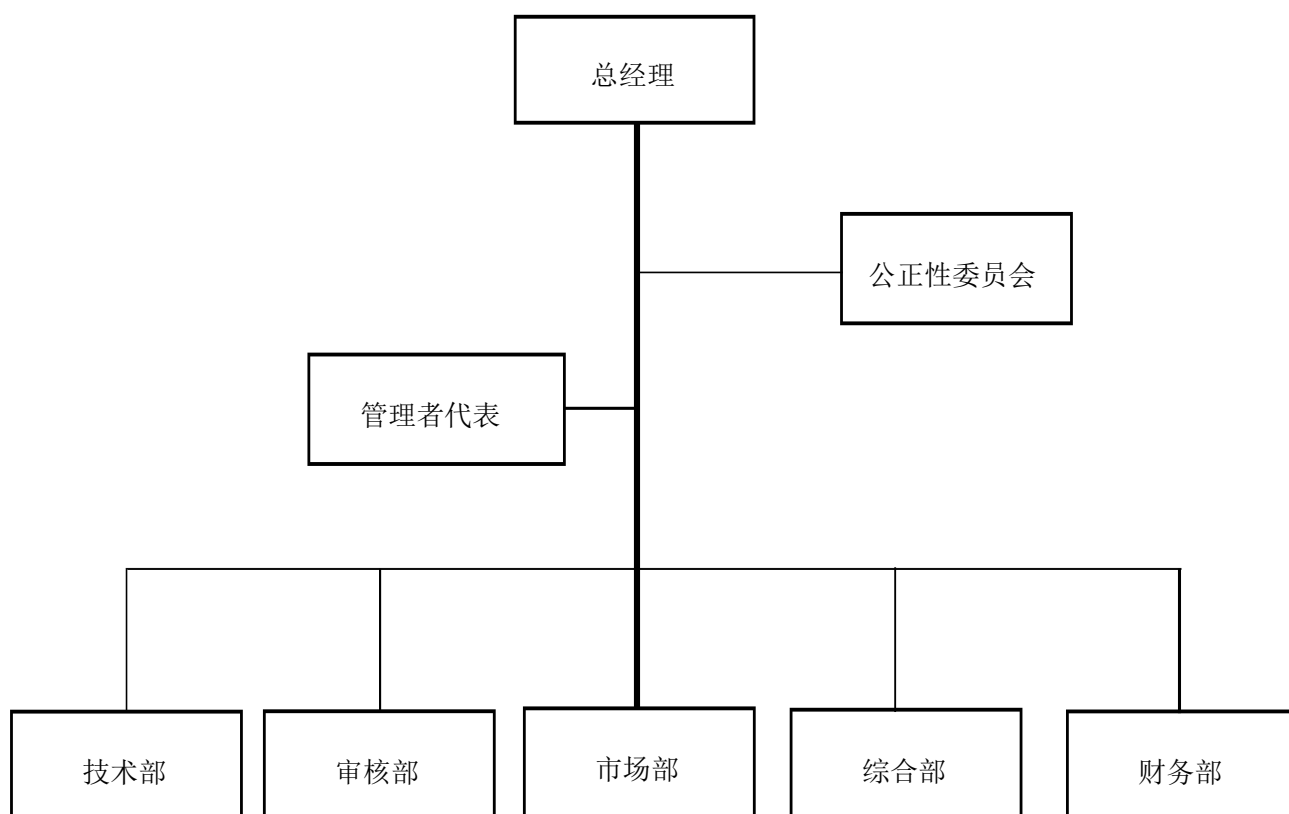 总经理
公正性委员会
管理者代表
技术部
审核部
市场部
综合部
财务部